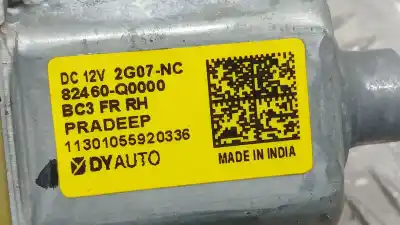 DC 12V 2G07-NC
82460-Q0000
BC3 FR RH
PRADEEP
11301055920336
DYAUTO
MADE IN INDIA